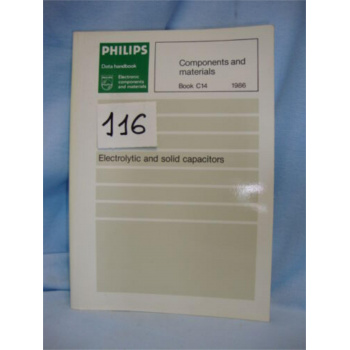 PHILIPS
Data handbook
Electronic
components
and materials
Components and
materials
Book C14 1986
116
Electrolytic and solid capacitors